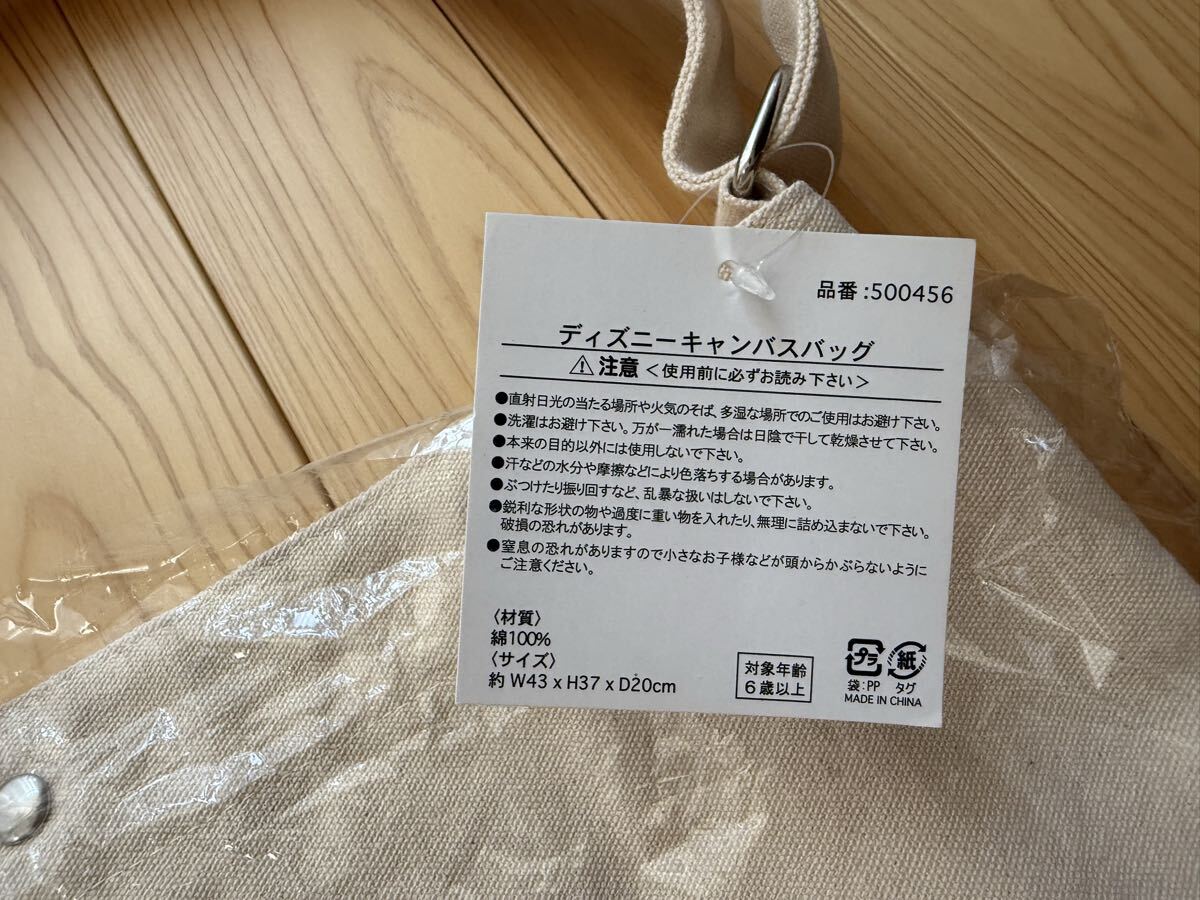 品番:500456
ディズニーキャンバスバッグ
⚠注意<使用前に必ずお読み下さい>
●直射日光の当たる場所や火気のそば、多湿な場所でのご使用はお避け下さい。
●洗濯はお避け下さい。万が一濡れた場合は日陰で干して乾燥させて下さい。
●本来の目的以外には使用しないで下さい。
●汗などの水分や摩擦などにより色落ちする場合があります。
●ぶつけたり振り回すなど、乱暴な扱いはしないで下さい。
●鋭利な形状の物や過度に重い物を入れたり、無理に詰め込まないで下さい。
破損の恐れがあります。
●窒息の恐れがありますので小さなお子様などが頭からかぶらないように
ご注意ください。
〈材質〉
綿100%
〈サイズ〉
約 W43 x H37 x D20cm
対象年齢
6歳以上
プラ 紙
袋:PP タグ
MADE IN CHINA